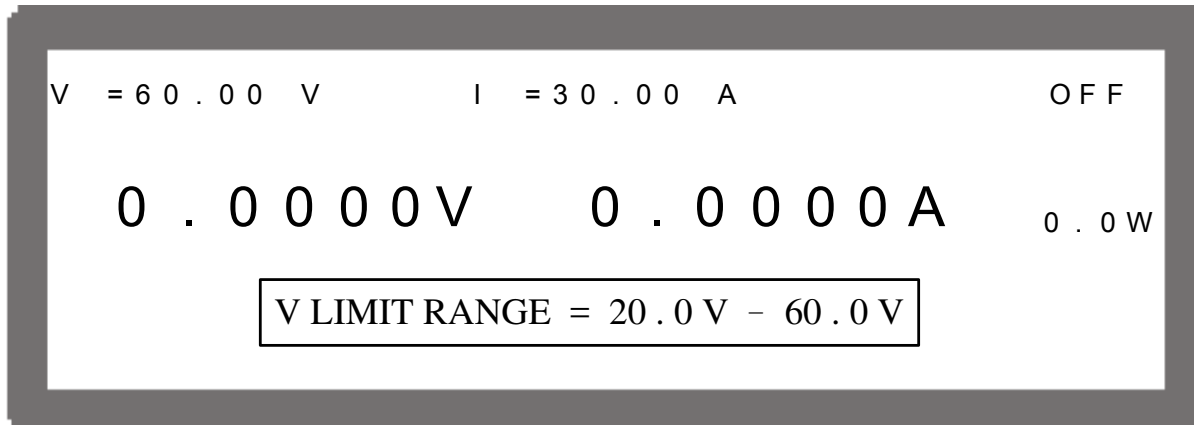 V =60.00 V I =30.00 A OFF
0.0000V 0.0000A 0.0W
V LIMIT RANGE = 20.0 V - 60.0 V